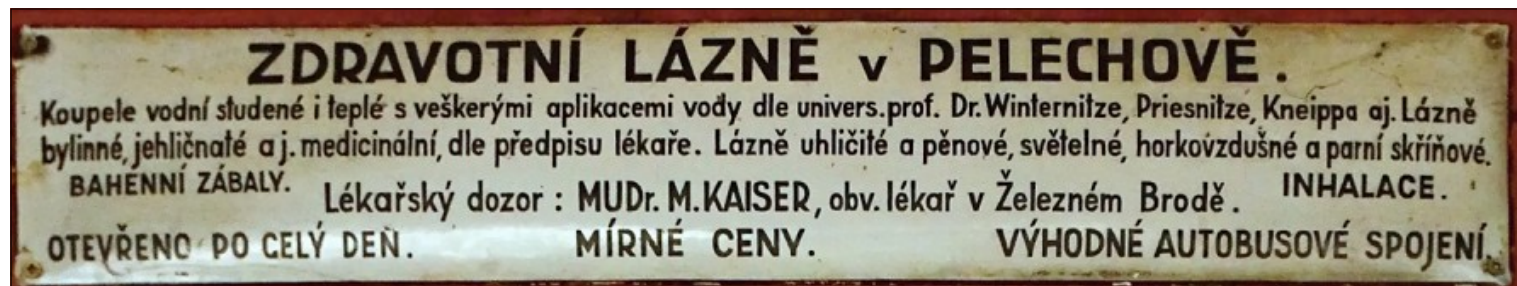 ZDRAVOTNÍ LÁZNĚ v PELECHOVĚ.
Koupele vodní studené i teplé s veškerými aplikacemi vody dle univers.prof. Dr.Winternitze, Priesnitze, Kneippa aj. Lázně
bylinné, jehličnaté a j. medicinální, dle předpisu lékaře. Lázně uhličité a pěnové, světelné, horkovzdušné a parní skříňové.
BAHENNÍ ZÁBALY. Lékařský dozor : MUDr. M.KAISER, obv. lékař v Železném Brodě. INHALACE.
OTEVŘENO PO CELÝ DEŇ. MÍRNÉ CENY. VÝHODNÉ AUTOBUSOVÉ SPOJENÍ.